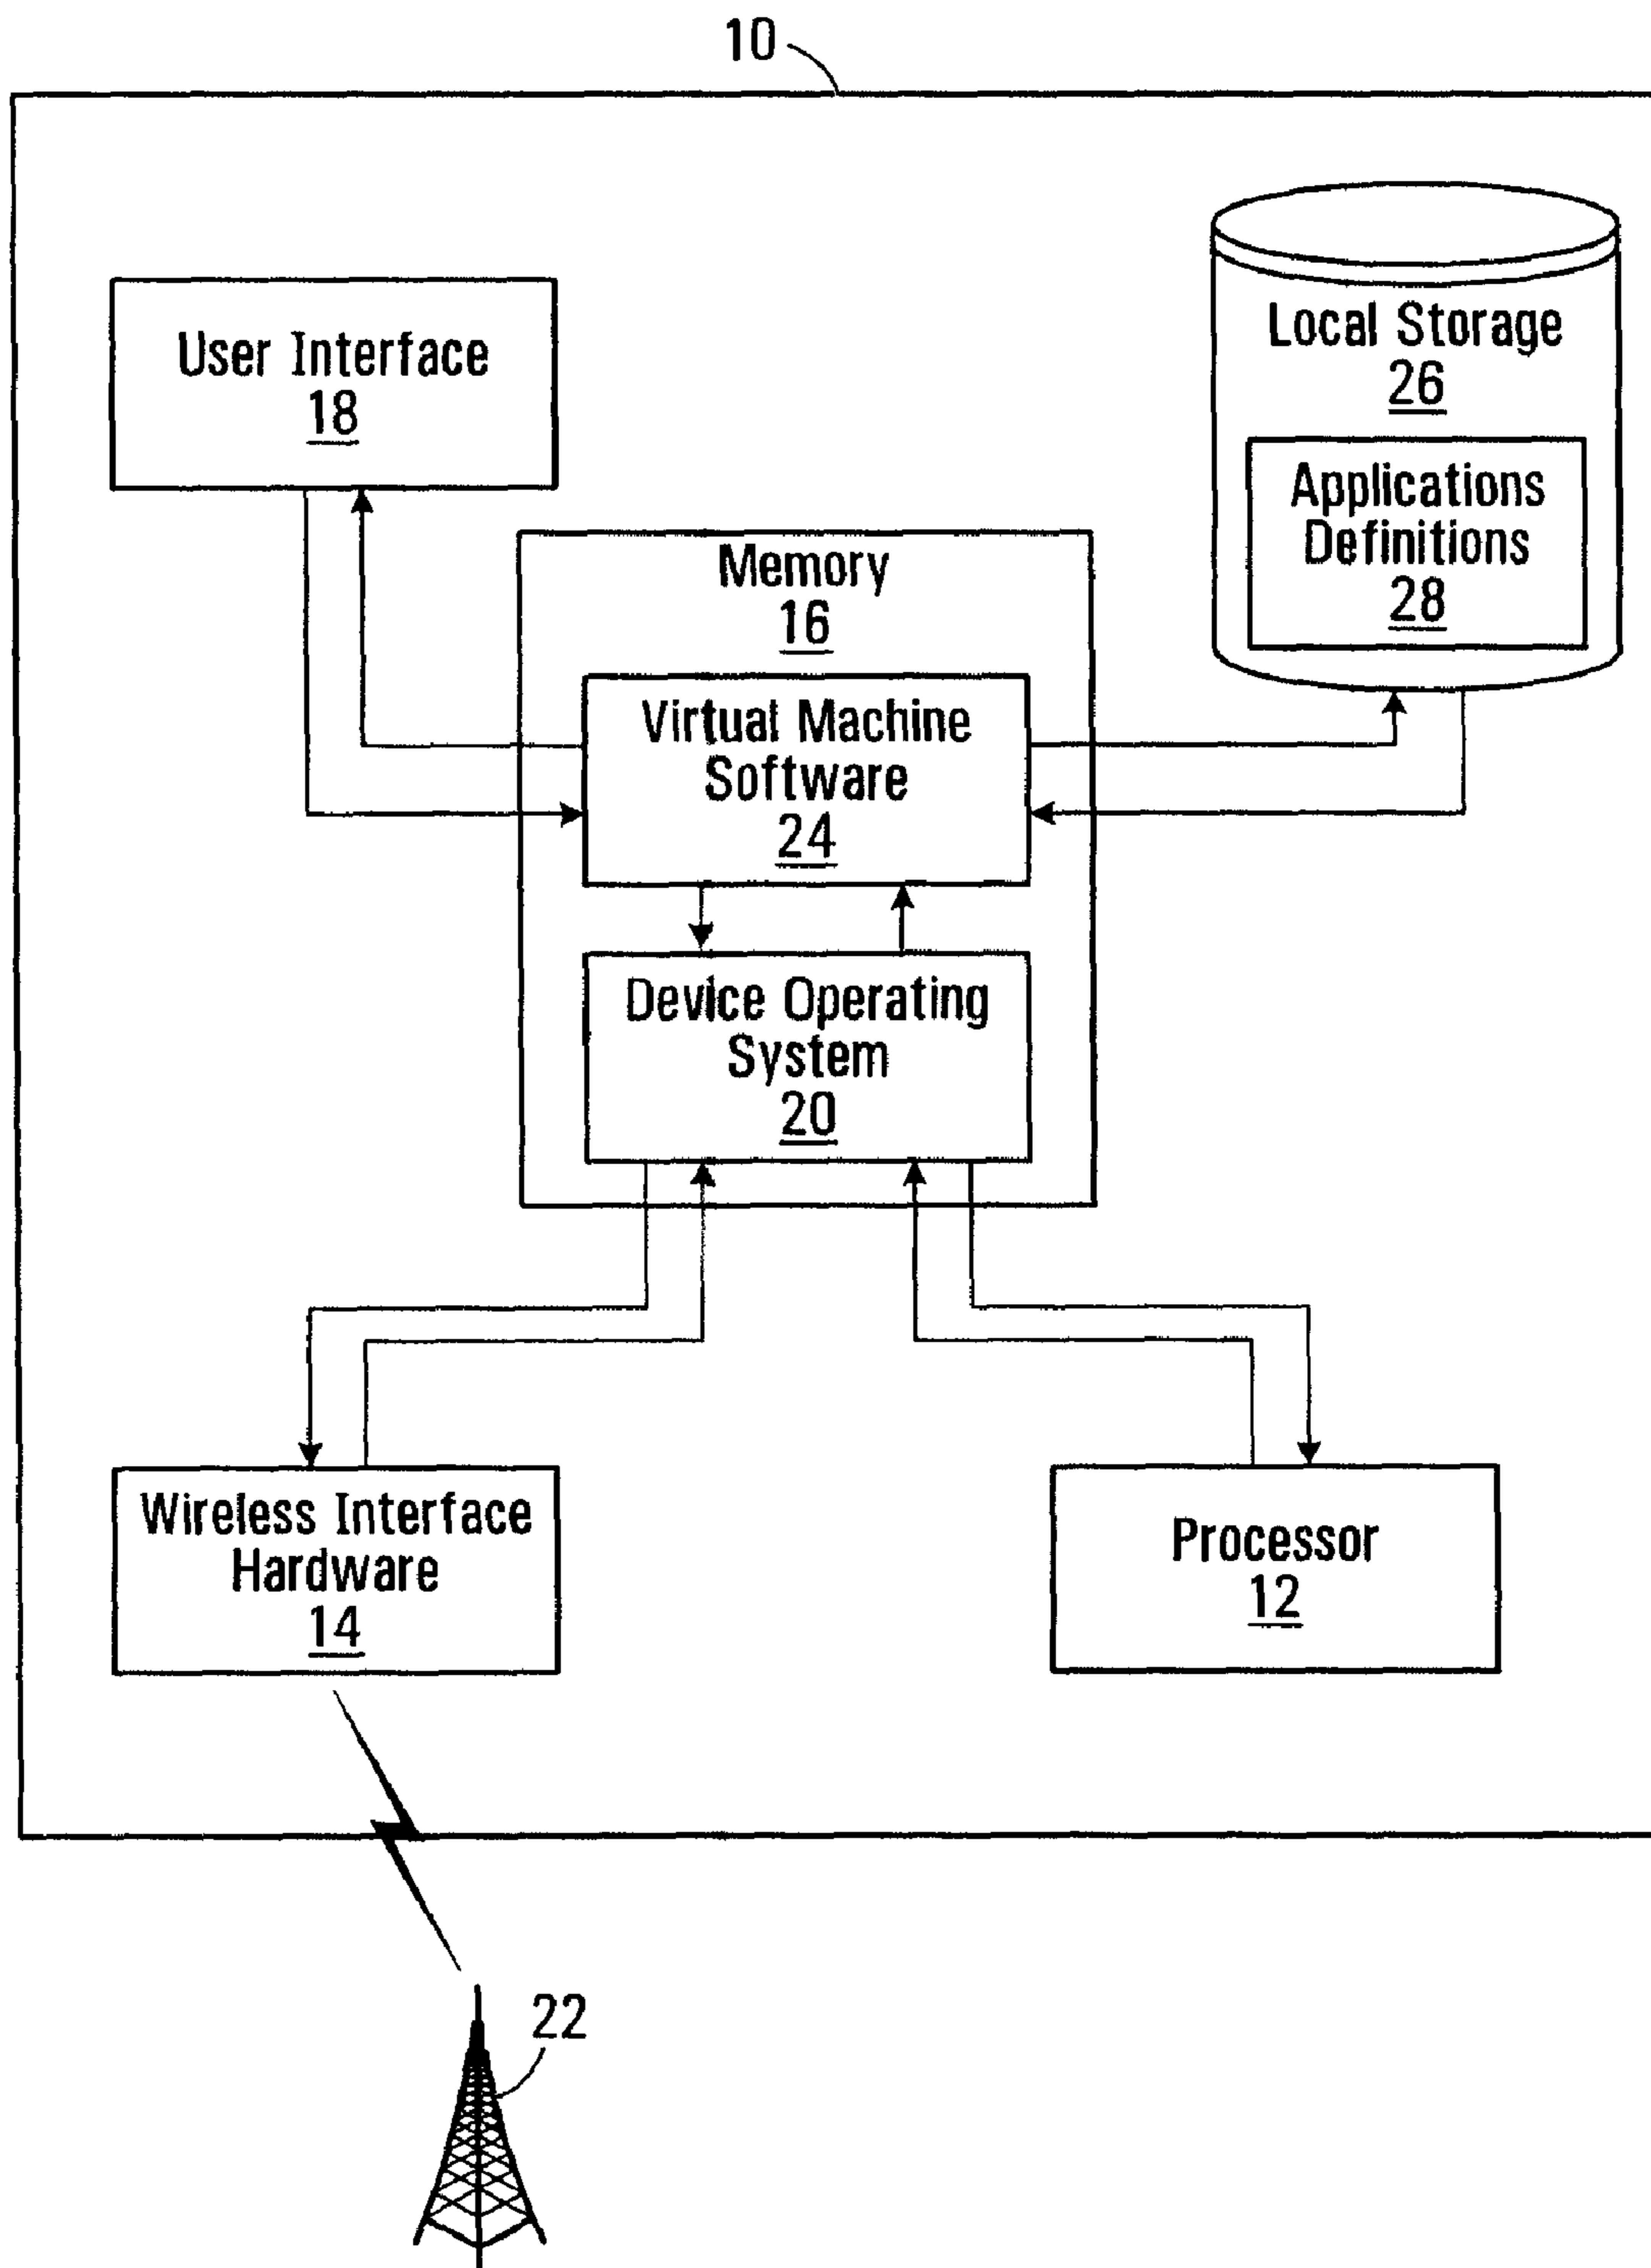 10
User Interface
18
Local Storage
26
Applications
Definitions
28
Memory
16
Virtual Machine
Software
24
Device Operating
System
20
Wireless Interface
Hardware
14
Processor
12
22